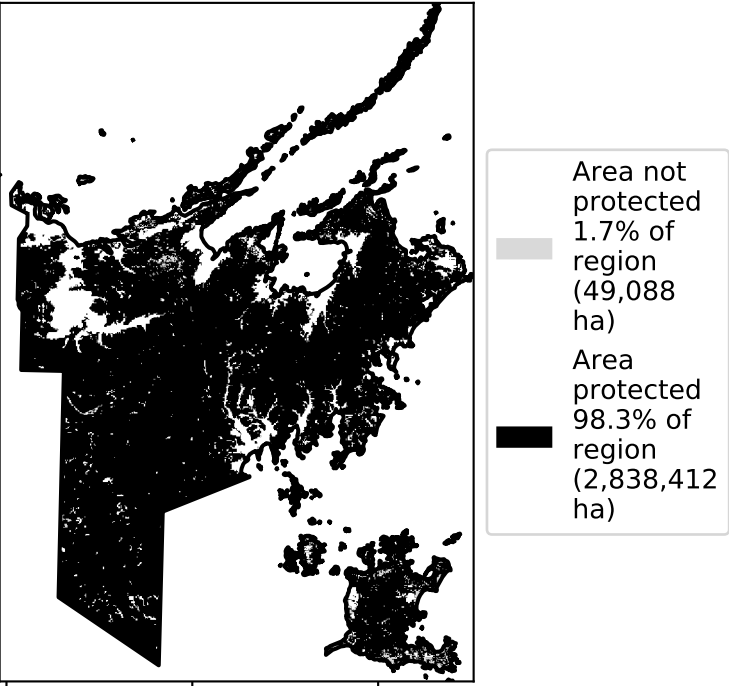 Area not
protected
1.7% of
region
(49,088
ha)
Area
protected
98.3% of
region
(2,838,412
ha)